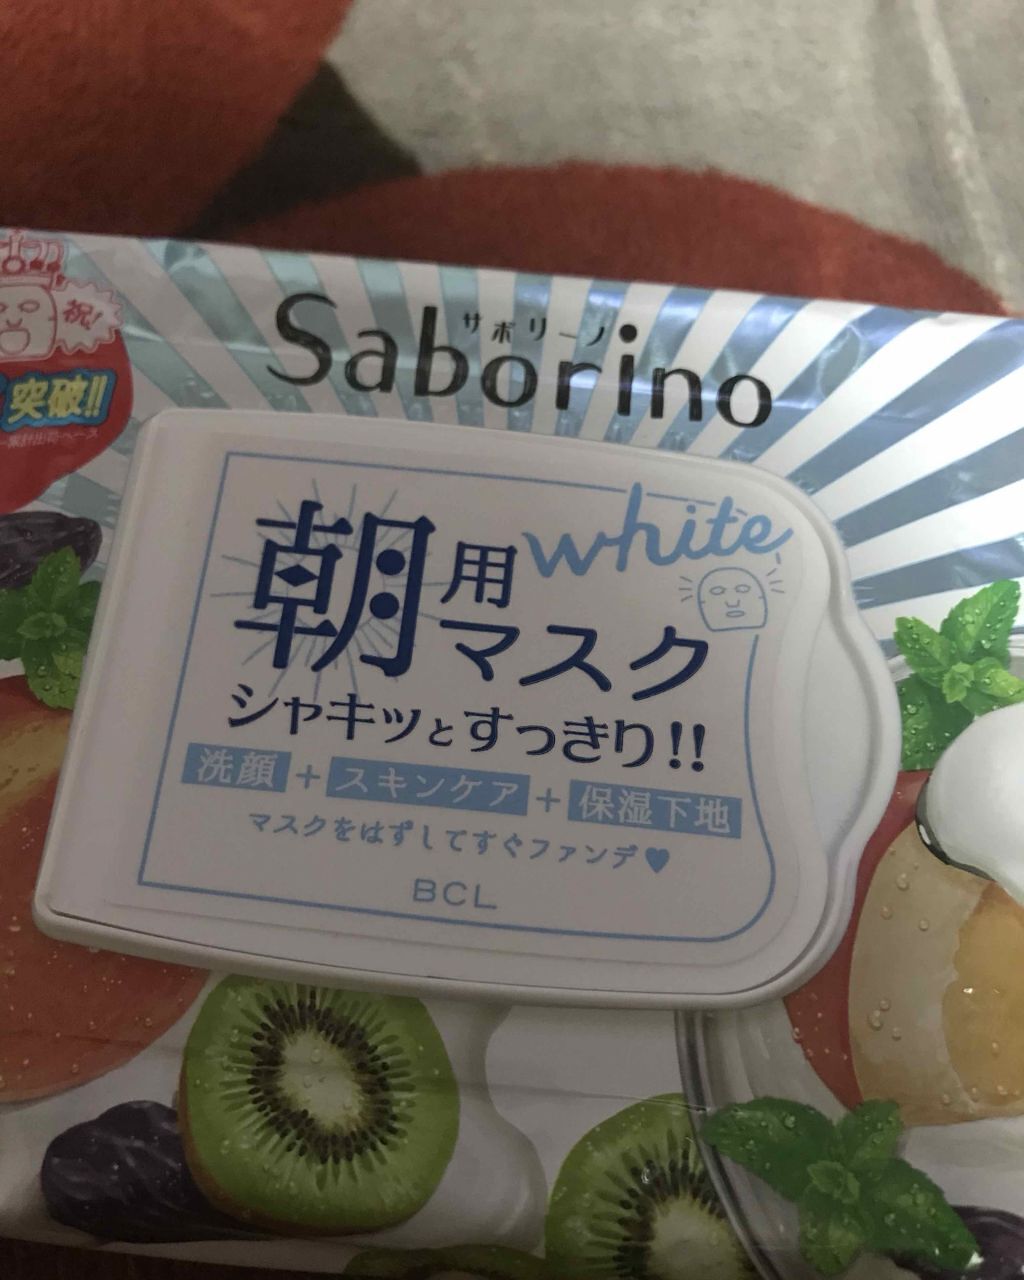 祝!
突破!!
サボリーノ
Saborino
white
朝用
マスク
シャキッとすっきり!!
洗顔+スキンケア+保湿下地
マスクをはずしてすぐファンデ♥
BCL